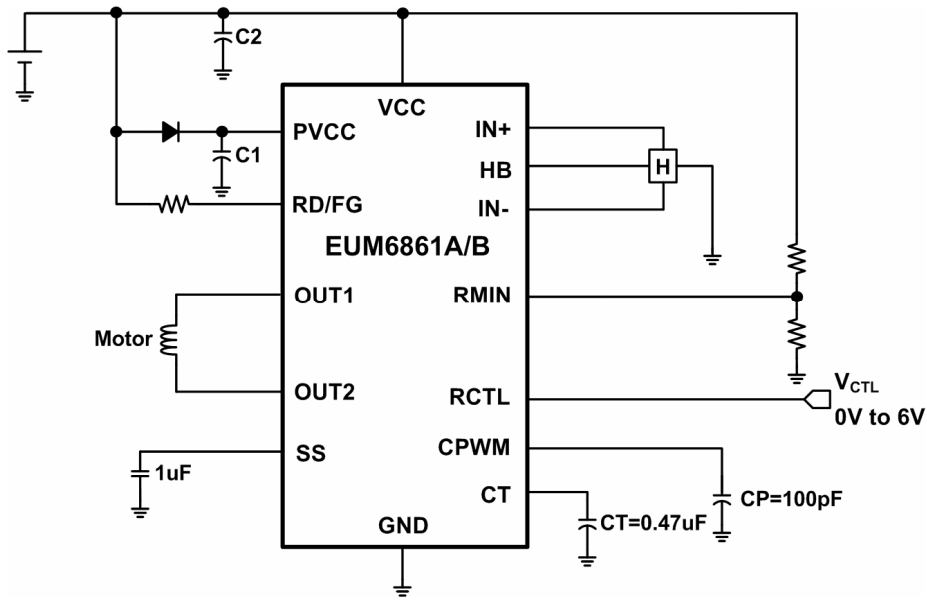 C2
VCC
PVCC
IN+
C1
HB
H
IN-
RD/FG
EUM6861A/B
OUT1
RMIN
Motor
OUT2
RCTL
VCTL
0V to 6V
SS
CPWM
1uF
CT
CP=100pF
CT=0.47uF
GND